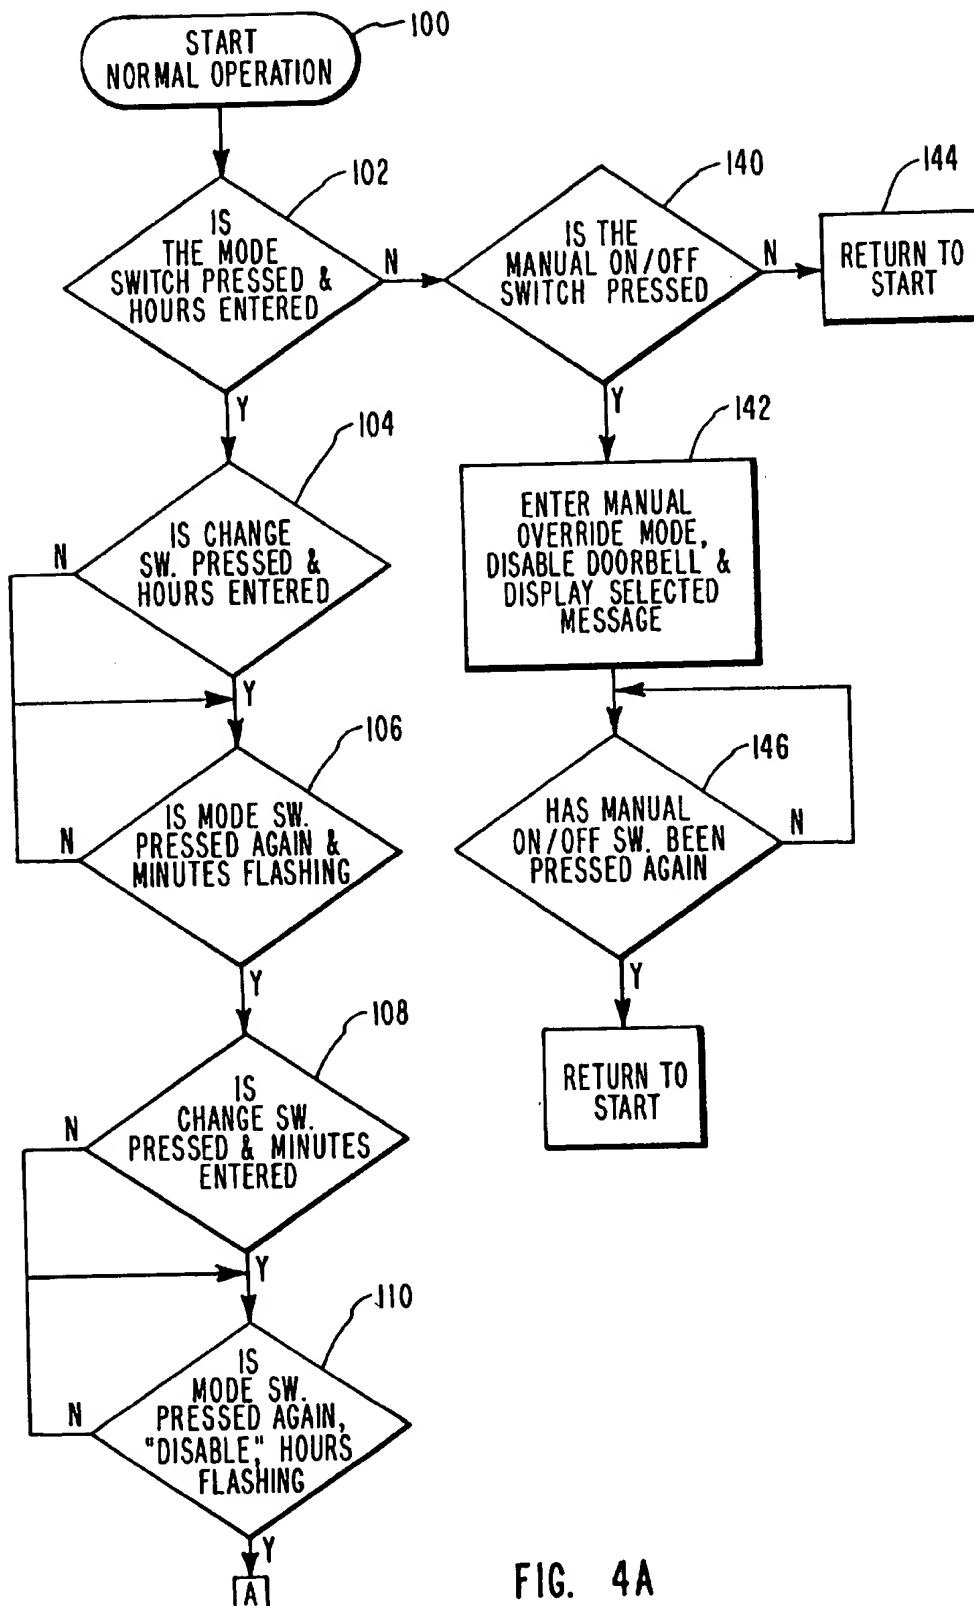 START
NORMAL OPERATION
100
IS
THE MODE
SWITCH PRESSED &
HOURS ENTERED
102
N
Y
IS THE
MANUAL ON/OFF
SWITCH PRESSED
140
N
Y
RETURN TO
START
144
IS CHANGE
SW. PRESSED &
HOURS ENTERED
104
N
Y
ENTER MANUAL
OVERRIDE MODE,
DISABLE DOORBELL &
DISPLAY SELECTED
MESSAGE
142
IS MODE SW.
PRESSED AGAIN &
MINUTES FLASHING
106
N
Y
HAS MANUAL
ON/OFF SW. BEEN
PRESSED AGAIN
146
N
Y
RETURN TO
START
IS
CHANGE SW.
PRESSED & MINUTES
ENTERED
108
N
Y
IS
MODE SW.
PRESSED AGAIN,
"DISABLE," HOURS
FLASHING
110
N
Y
A
FIG. 4A